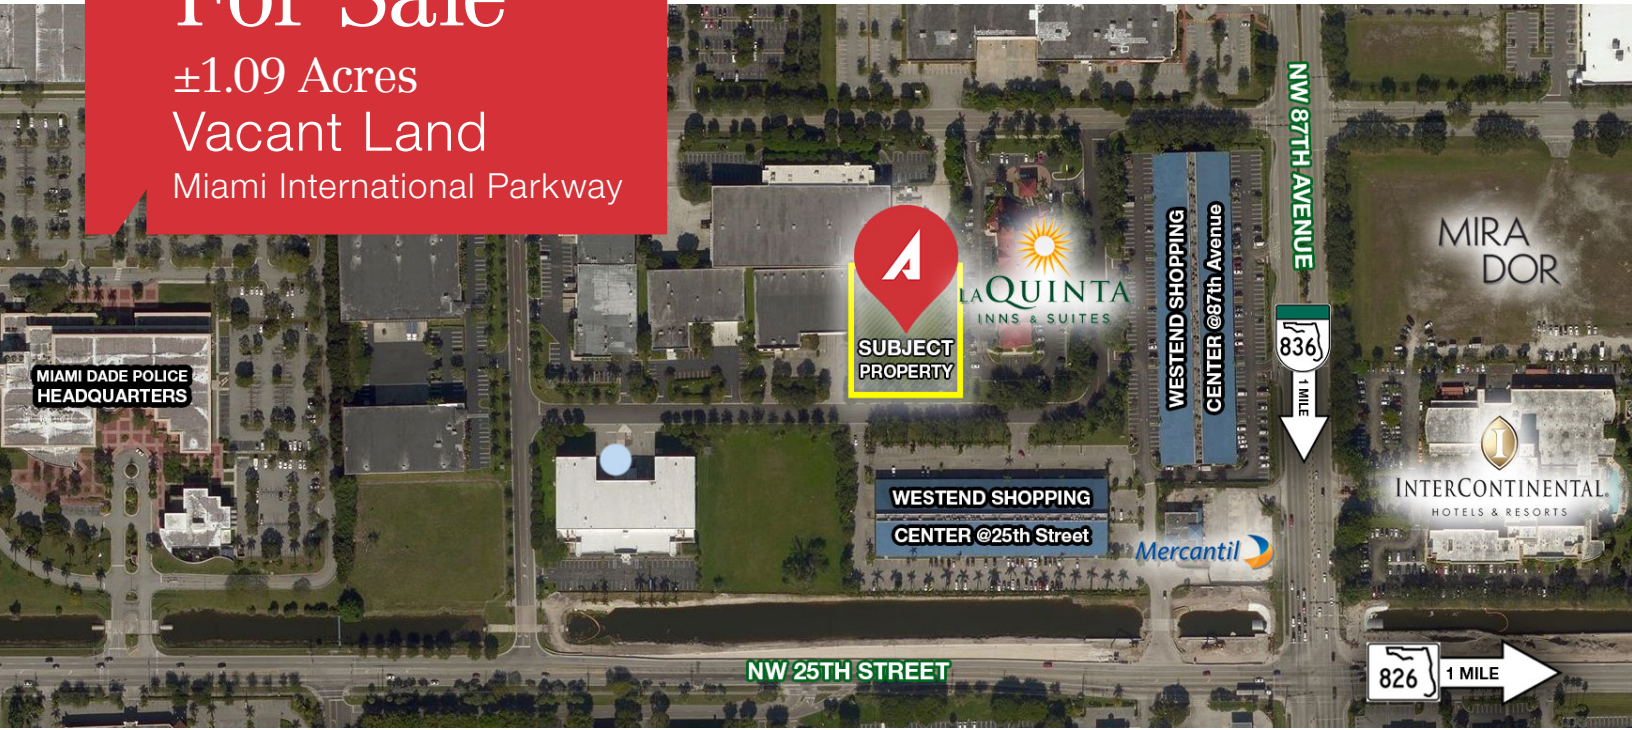 For Sale
±1.09 Acres
Vacant Land
Miami International Parkway
NW 87TH AVENUE
MIRA
DOR
LAQUINTA
INNS & SUITES
WESTEND SHOPPING
CENTER @87th Avenue
SUBJECT
PROPERTY
836
1 MILE
MIAMI DADE POLICE
HEADQUARTERS
INTERCONTINENTAL®
HOTELS & RESORTS
WESTEND SHOPPING
CENTER @25th Street
Mercantil
NW 25TH STREET
826
1 MILE